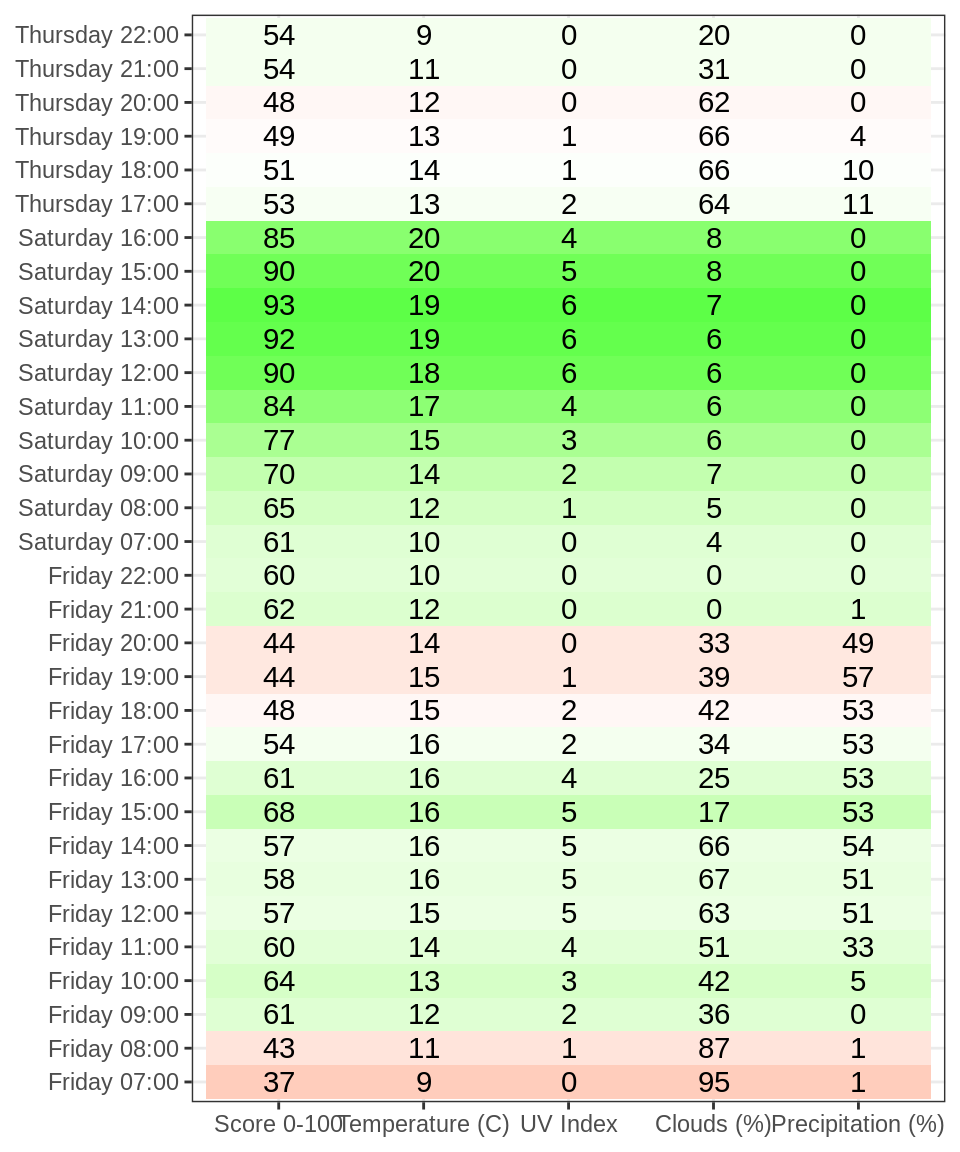 Thursday 22:00 54 9 0 20 0
Thursday 21:00 54 11 0 31 0
Thursday 20:00 48 12 0 62 0
Thursday 19:00 49 13 1 66 4
Thursday 18:00 51 14 1 66 10
Thursday 17:00 53 13 2 64 11
Saturday 16:00 85 20 4 8 0
Saturday 15:00 90 20 5 8 0
Saturday 14:00 93 19 6 7 0
Saturday 13:00 92 19 6 6 0
Saturday 12:00 90 18 6 6 0
Saturday 11:00 84 17 4 6 0
Saturday 10:00 77 15 3 6 0
Saturday 09:00 70 14 2 7 0
Saturday 08:00 65 12 1 5 0
Saturday 07:00 61 10 0 4 0
Friday 22:00 60 10 0 0 0
Friday 21:00 62 12 0 0 1
Friday 20:00 44 14 0 33 49
Friday 19:00 44 15 1 39 57
Friday 18:00 48 15 2 42 53
Friday 17:00 54 16 2 34 53
Friday 16:00 61 16 4 25 53
Friday 15:00 68 16 5 17 53
Friday 14:00 57 16 5 66 54
Friday 13:00 58 16 5 67 51
Friday 12:00 57 15 5 63 51
Friday 11:00 60 14 4 51 33
Friday 10:00 64 13 3 42 5
Friday 09:00 61 12 2 36 0
Friday 08:00 43 11 1 87 1
Friday 07:00 37 9 0 95 1
Score 0-100 Temperature (C) UV Index Clouds (%) Precipitation (%)